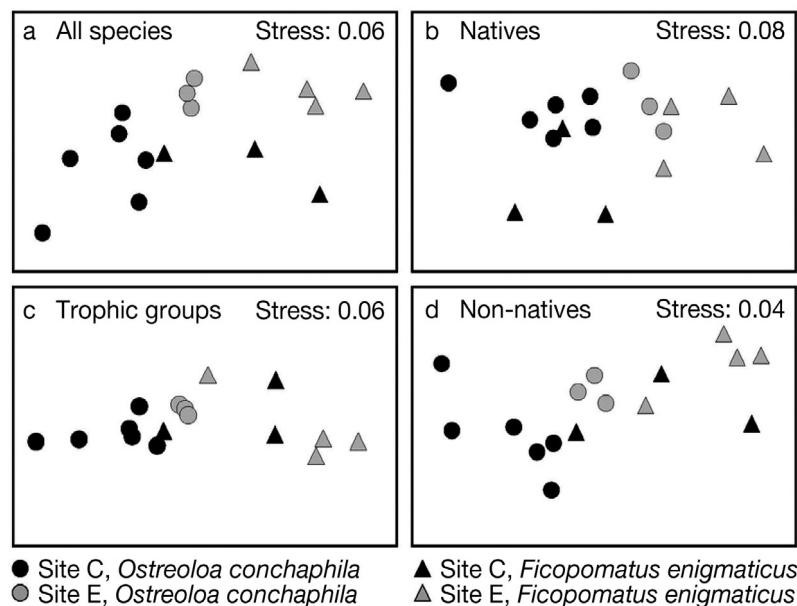 a All species Stress: 0.06
b Natives Stress: 0.08
c Trophic groups Stress: 0.06
d Non-natives Stress: 0.04
Site C, Ostreoloa conchaphila
Site E, Ostreoloa conchaphila
Site C, Ficopomatus enigmaticus
Site E, Ficopomatus enigmaticus